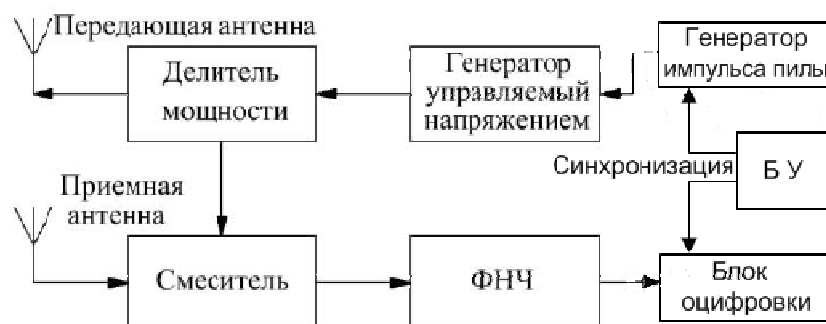 Передающая антенна
Делитель
мощности
Генератор
управляемый
напряжением
Генератор
импульса пилы
Синхронизация
Б У
Приемная
антенна
Смеситель
ФНЧ
Блок
оцифровки